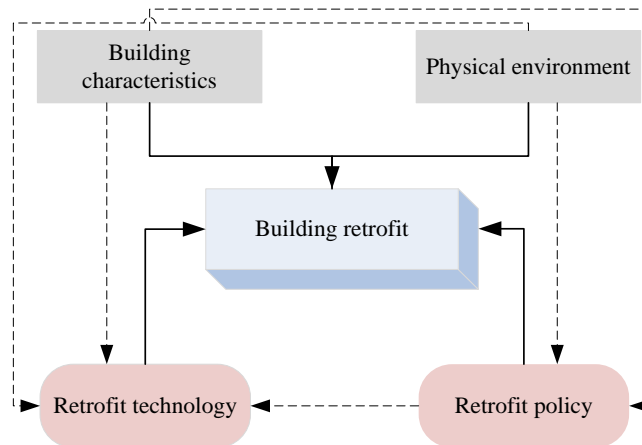 Building
characteristics
Physical environment
Building retrofit
Retrofit technology
Retrofit policy